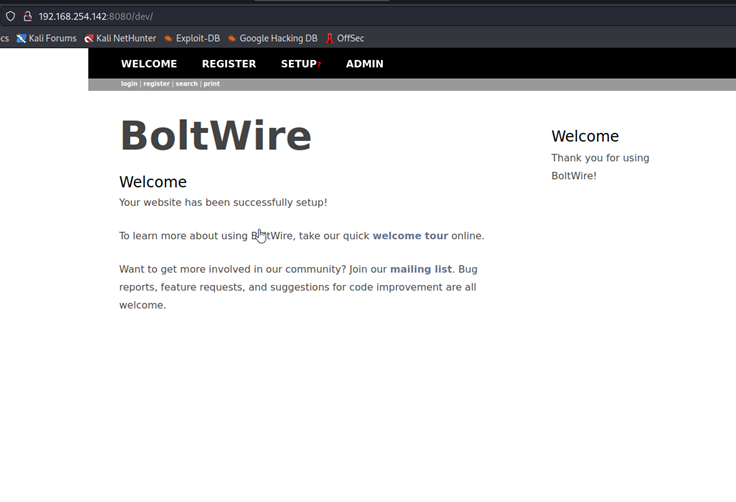 192.168.254.142:8080/dev/
cs Kali Forums Kali NetHunter Exploit-DB Google Hacking DB OffSec
WELCOME REGISTER SETUP? ADMIN
login | register | search | print
BoltWire
Welcome
Your website has been successfully setup!
To learn more about using BoltWire, take our quick welcome tour online.
Want to get more involved in our community? Join our mailing list. Bug
reports, feature requests, and suggestions for code improvement are all
welcome.
Welcome
Thank you for using
BoltWire!